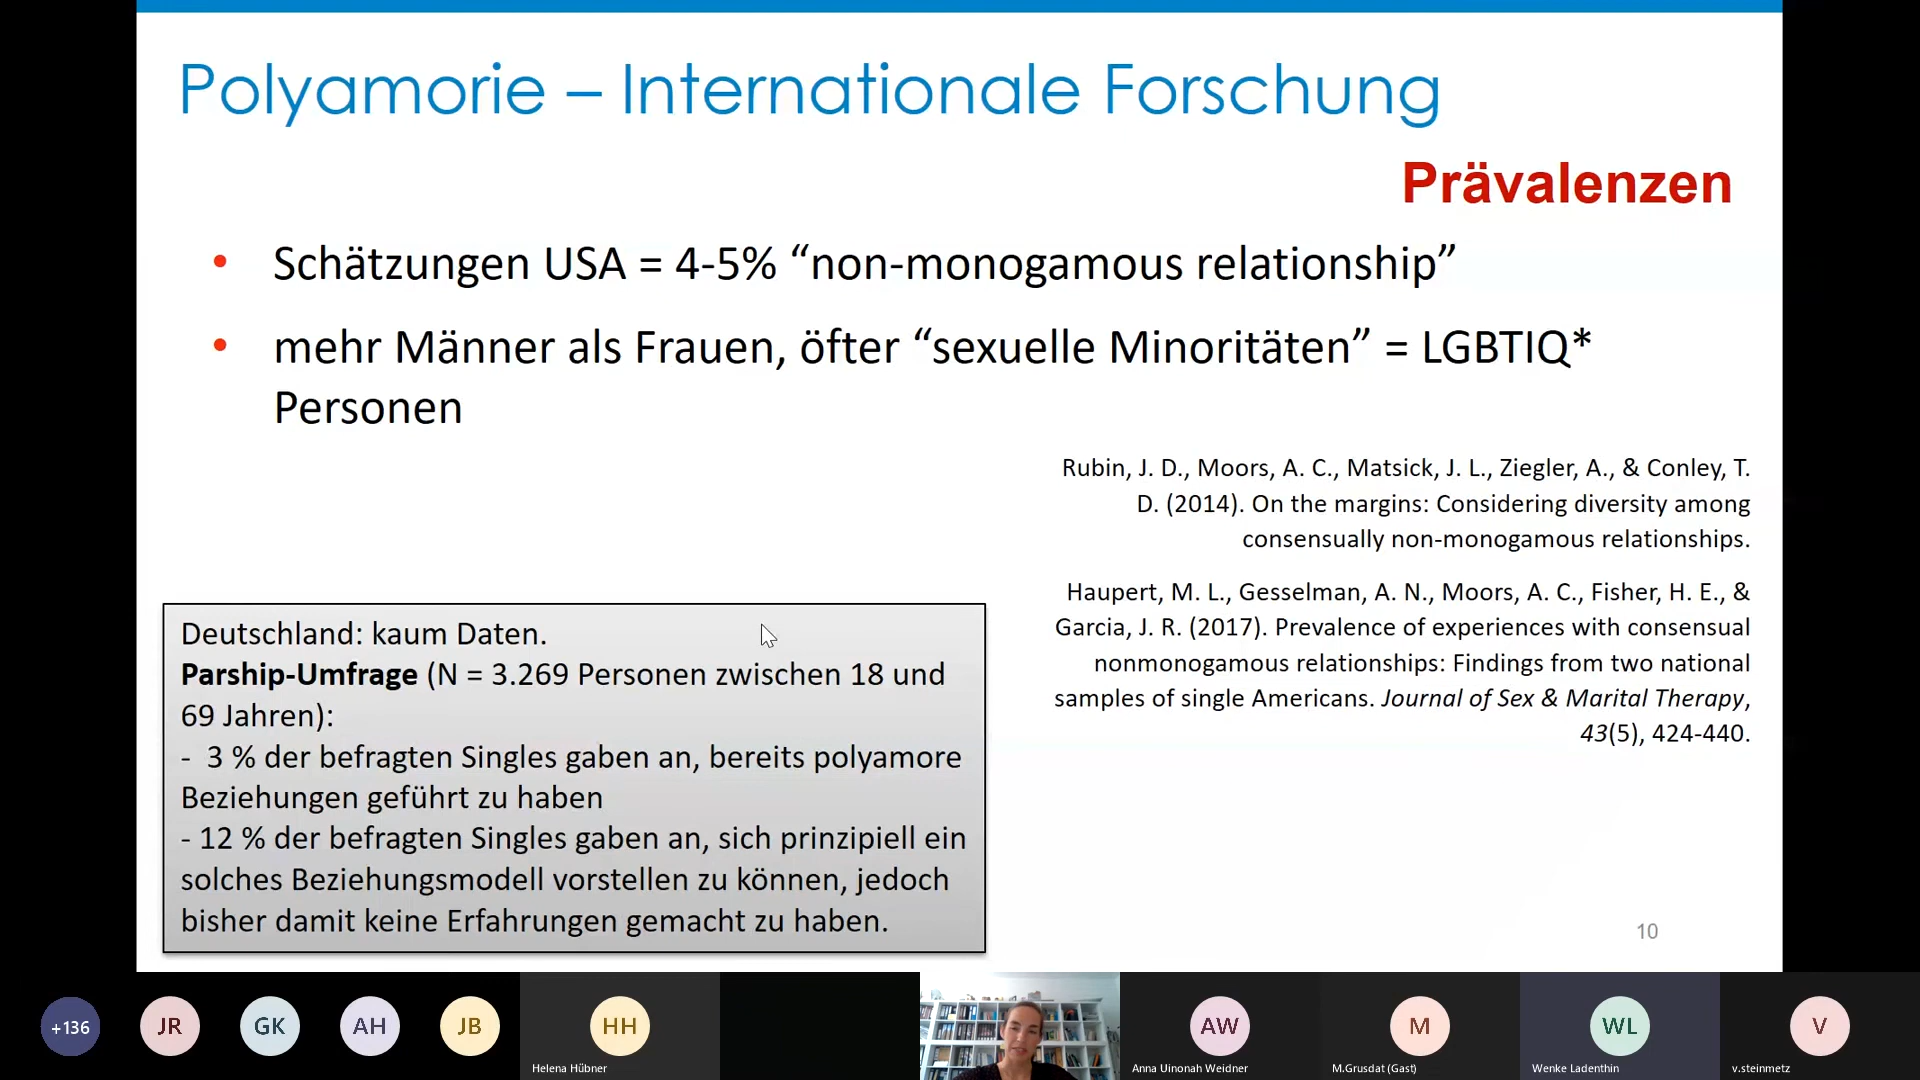 Polyamorie – Internationale Forschung
Prävalenzen
• Schätzungen USA = 4-5% “non-monogamous relationship”
• mehr Männer als Frauen, öfter “sexuelle Minoritäten” = LGBTIQ*
Personen
Rubin, J. D., Moors, A. C., Matsick, J. L., Ziegler, A., & Conley, T.
D. (2014). On the margins: Considering diversity among
consensually non-monogamous relationships.
Haupert, M. L., Gesselman, A. N., Moors, A. C., Fisher, H. E., &
Garcia, J. R. (2017). Prevalence of experiences with consensual
nonmonogamous relationships: Findings from two national
samples of single Americans. Journal of Sex & Marital Therapy,
43(5), 424-440.
Deutschland: kaum Daten.
Parship-Umfrage (N = 3.269 Personen zwischen 18 und
69 Jahren):
- 3 % der befragten Singles gaben an, bereits polyamore
Beziehungen geführt zu haben
- 12 % der befragten Singles gaben an, sich prinzipiell ein
solches Beziehungsmodell vorstellen zu können, jedoch
bisher damit keine Erfahrungen gemacht zu haben.
10
+136
JR
GK
AH
JB
HH
Helena Hübner
AW
Anna Uinonah Weidner
M
M.Grusdat (Gast)
WL
Wenke Ladenthin
V
v.steinmetz